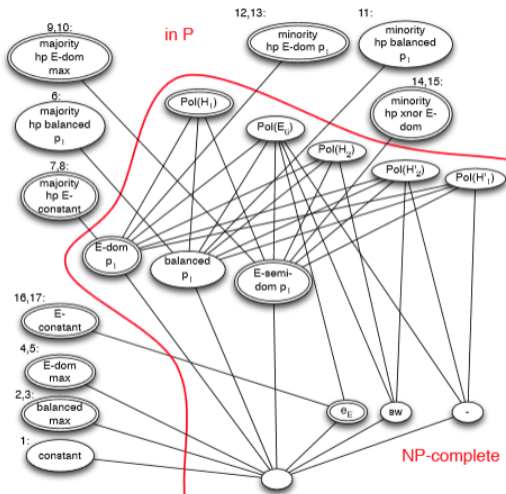 9,10:
majority
hp E-dom
max
in P
12,13:
minority
hp E-dom p₁
11:
minority
hp balanced
p₁
6:
majority
hp balanced
p₁
Pol(H₁)
14,15:
minority
hp xnor E-
dom
Pol(E₆)
Pol(H₂)
Pol(H'₂)
Pol(H'₁)
7,8:
majority
hp E-
constant
E-dom
p₁
balanced
p₁
E-semi-
dom p₁
16,17:
E-
constant
4,5:
E-dom
max
2,3:
balanced
max
1:
constant
e_E
sw
-
NP-complete